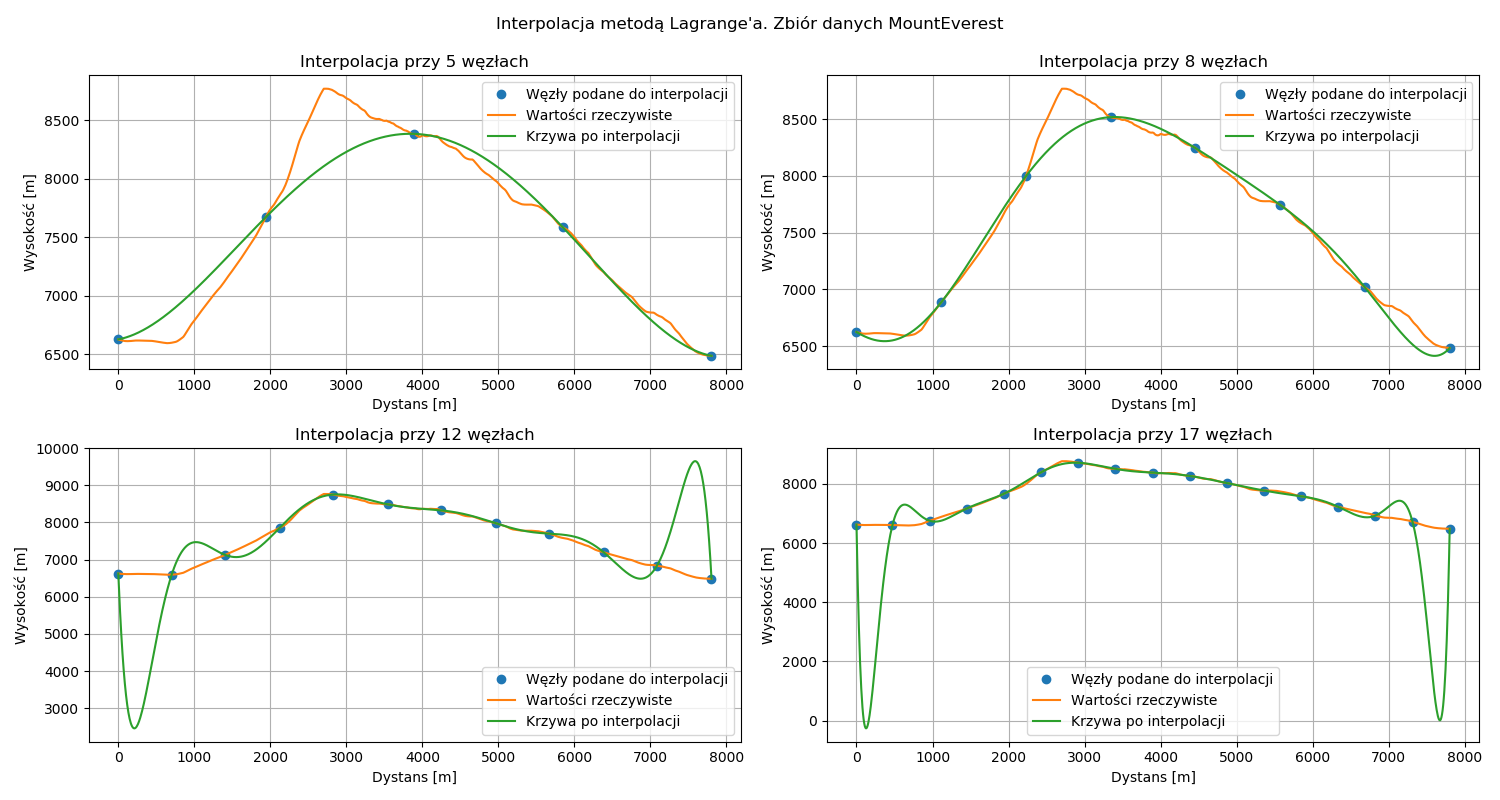 Interpolacja metodą Lagrange'a. Zbiór danych MountEverest
Interpolacja przy 5 węzłach
Węzły podane do interpolacji
Wartości rzeczywiste
Krzywa po interpolacji
Wysokość [m]
8500
8000
7500
7000
6500
0 1000 2000 3000 4000 5000 6000 7000 8000
Dystans [m]
Interpolacja przy 8 węzłach
Węzły podane do interpolacji
Wartości rzeczywiste
Krzywa po interpolacji
Wysokość [m]
8500
8000
7500
7000
6500
0 1000 2000 3000 4000 5000 6000 7000 8000
Dystans [m]
Interpolacja przy 12 węzłach
Wysokość [m]
10000
9000
8000
7000
6000
5000
4000
3000
Węzły podane do interpolacji
Wartości rzeczywiste
Krzywa po interpolacji
0 1000 2000 3000 4000 5000 6000 7000 8000
Dystans [m]
Interpolacja przy 17 węzłach
Wysokość [m]
8000
6000
4000
2000
0
Węzły podane do interpolacji
Wartości rzeczywiste
Krzywa po interpolacji
0 1000 2000 3000 4000 5000 6000 7000 8000
Dystans [m]